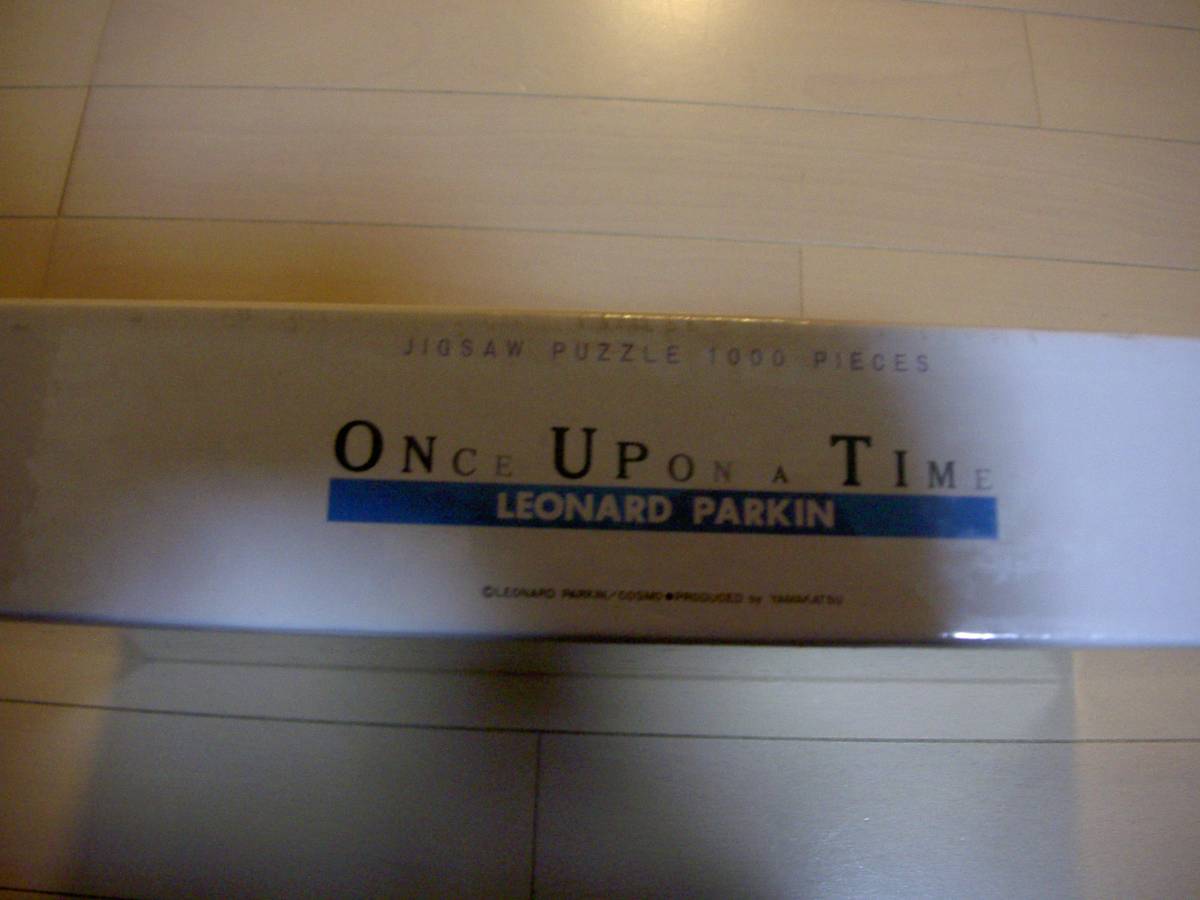 JIGSAW PUZZLE 1000 PIECES
ONCE UPON A TIME
LEONARD PARKIN
©LEONARD PARKIN/COSMO●PRODUCED by YAMAKATSU